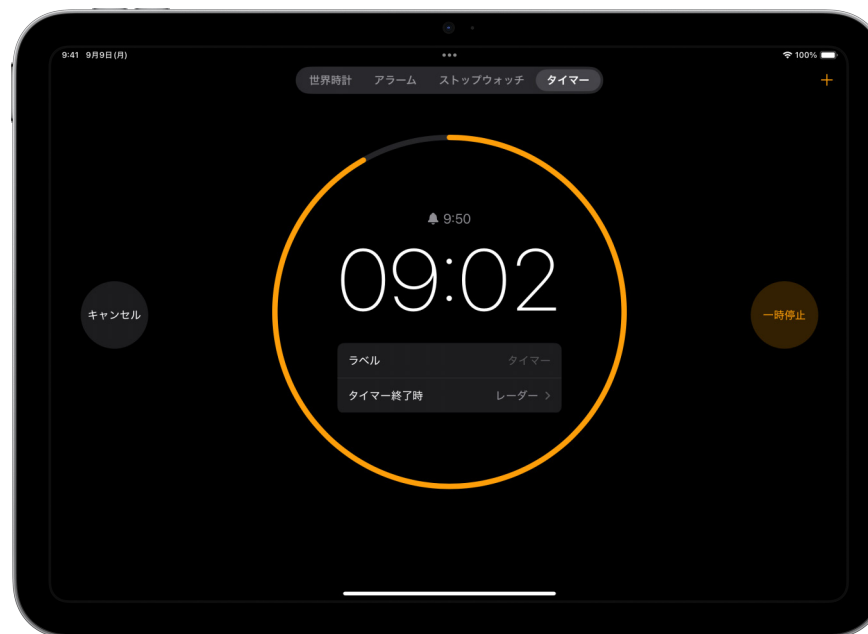 9:41 9月9日(月)
100%
世界時計 アラーム ストップウォッチ タイマー
9:50
09:02
キャンセル
一時停止
ラベル タイマー
タイマー終了時 レーダー